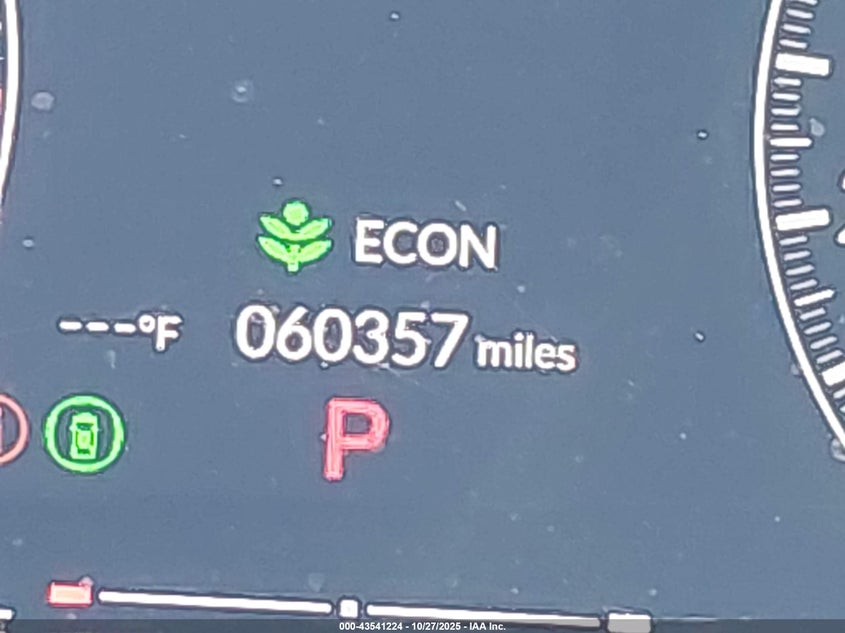 ECON
---°F 060357 miles
P
000-43541224 - 10/27/2025 - IAA Inc.